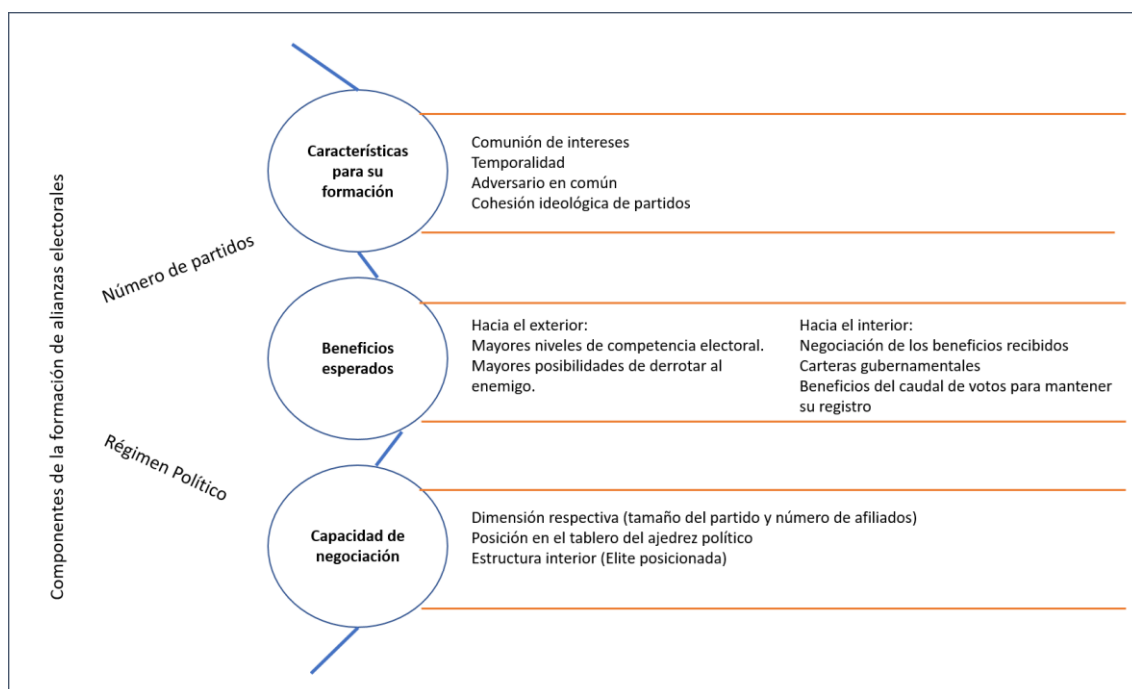 Componentes de la formación de alianzas electorales
Número de partidos
Régimen Político
Características
para su
formación
Comunión de intereses
Temporalidad
Adversario en común
Cohesión ideológica de partidos
Beneficios
esperados
Hacia el exterior:
Mayores niveles de competencia electoral.
Mayores posibilidades de derrotar al
enemigo.
Hacia el interior:
Negociación de los beneficios recibidos
Carteras gubernamentales
Beneficios del caudal de votos para mantener
su registro
Capacidad de
negociación
Dimensión respectiva (tamaño del partido y número de afiliados)
Posición en el tablero del ajedrez político
Estructura interior (Elite posicionada)